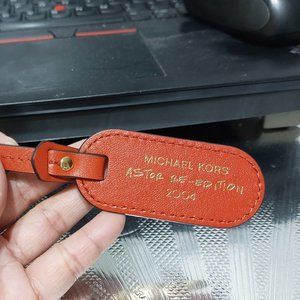 MICHAEL KORS
ASTOR RE-EDITION
2004